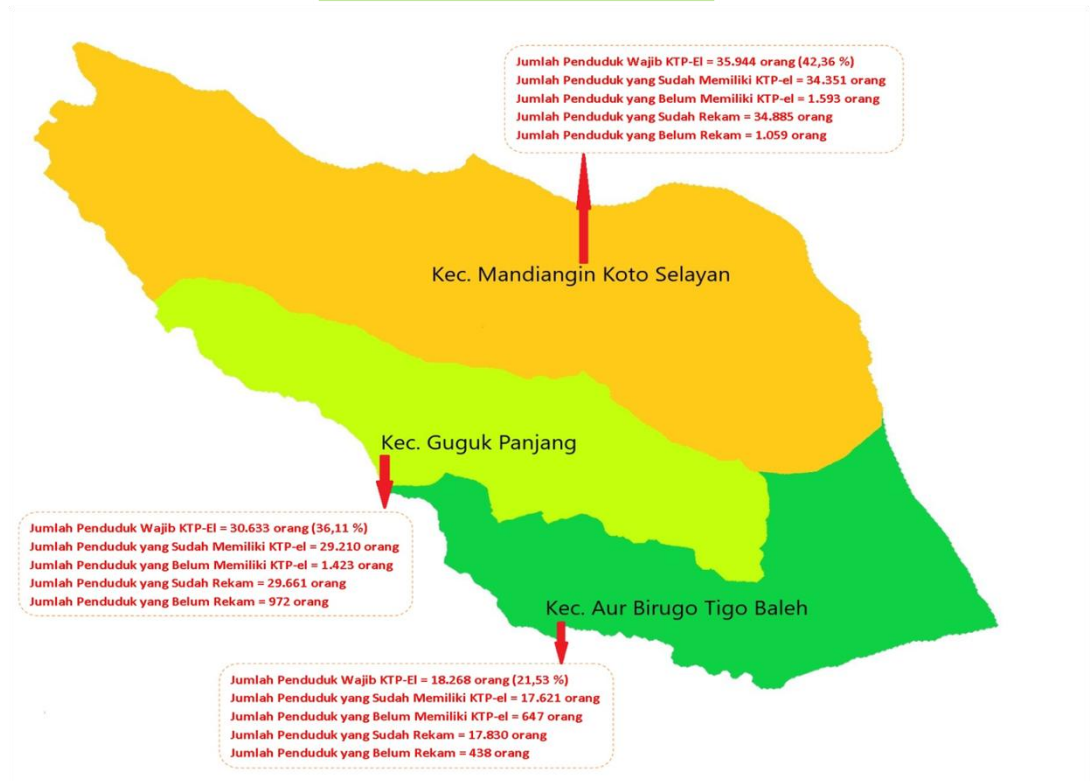 Jumlah Penduduk Wajib KTP-El = 35.944 orang (42,36 %)
Jumlah Penduduk yang Sudah Memiliki KTP-el = 34.351 orang
Jumlah Penduduk yang Belum Memiliki KTP-el = 1.593 orang
Jumlah Penduduk yang Sudah Rekam = 34.885 orang
Jumlah Penduduk yang Belum Rekam = 1.059 orang
Kec. Mandiangin Koto Selayan
Kec. Guguk Panjang
Jumlah Penduduk Wajib KTP-El = 30.633 orang (36,11 %)
Jumlah Penduduk yang Sudah Memiliki KTP-el = 29.210 orang
Jumlah Penduduk yang Belum Memiliki KTP-el = 1.423 orang
Jumlah Penduduk yang Sudah Rekam = 29.661 orang
Jumlah Penduduk yang Belum Rekam = 972 orang
Kec. Aur Birugo Tigo Baleh
Jumlah Penduduk Wajib KTP-El = 18.268 orang (21,53 %)
Jumlah Penduduk yang Sudah Memiliki KTP-el = 17.621 orang
Jumlah Penduduk yang Belum Memiliki KTP-el = 647 orang
Jumlah Penduduk yang Sudah Rekam = 17.830 orang
Jumlah Penduduk yang Belum Rekam = 438 orang